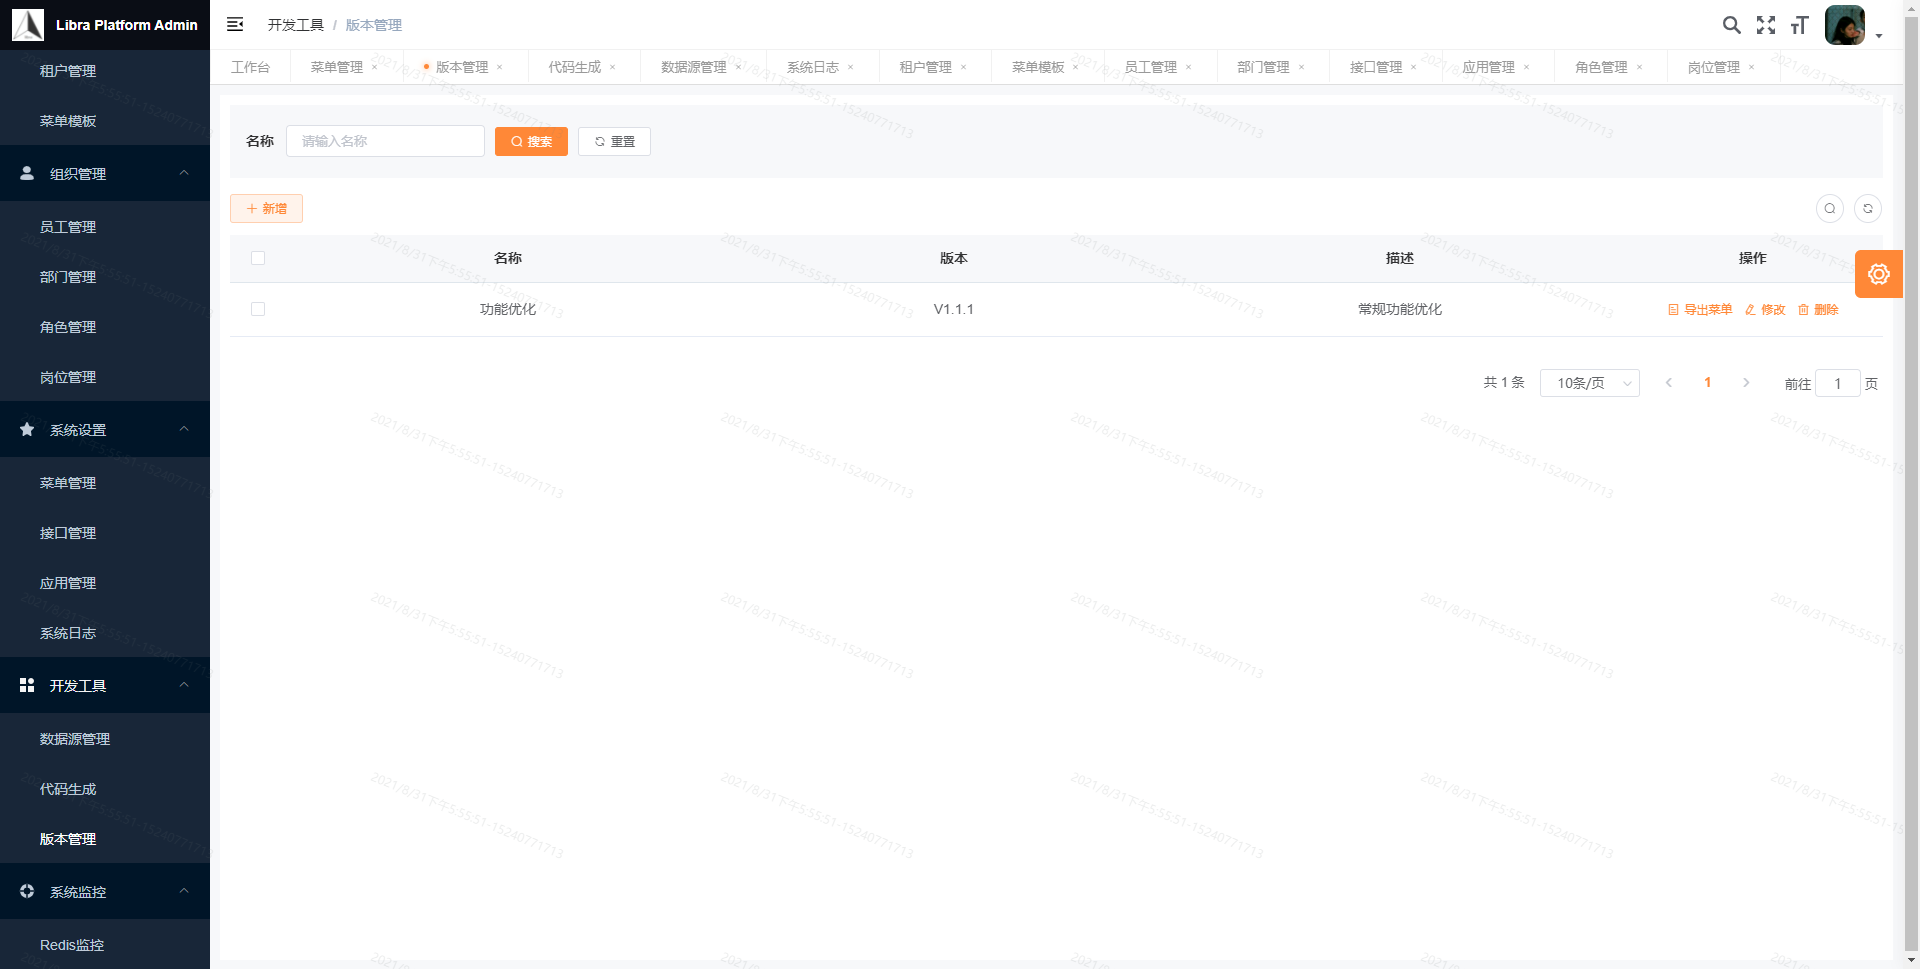 Libra Platform Admin
开发工具 / 版本管理
工作台 菜单管理 × 版本管理 × 代码生成 × 数据源管理 × 系统日志 × 租户管理 × 菜单模板 × 员工管理 × 部门管理 × 接口管理 × 应用管理 × 角色管理 × 岗位管理 ×
租户管理
菜单模板
组织管理
员工管理
部门管理
角色管理
岗位管理
系统设置
菜单管理
接口管理
应用管理
系统日志
开发工具
数据源管理
代码生成
版本管理
系统监控
Redis监控
名称 请输入名称 搜索 重置
新增
名称 版本 描述 操作
功能优化 V1.1.1 常规功能优化 导出菜单 修改 删除
共 1 条 10条/页 1 前往 1 页
2021/8/31下午5:55:51-15240771713